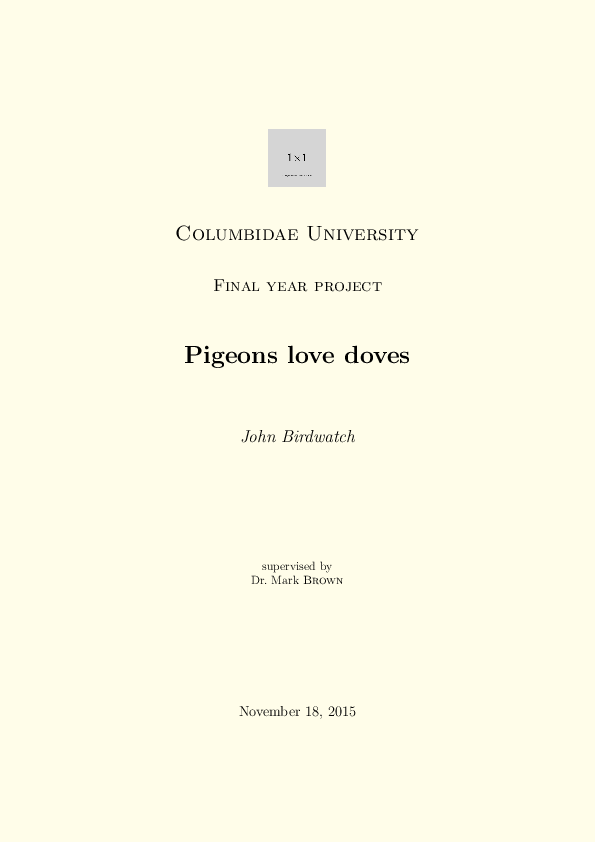 1×1
Columbidae University
Final year project
Pigeons love doves
John Birdwatch
supervised by
Dr. Mark Brown
November 18, 2015